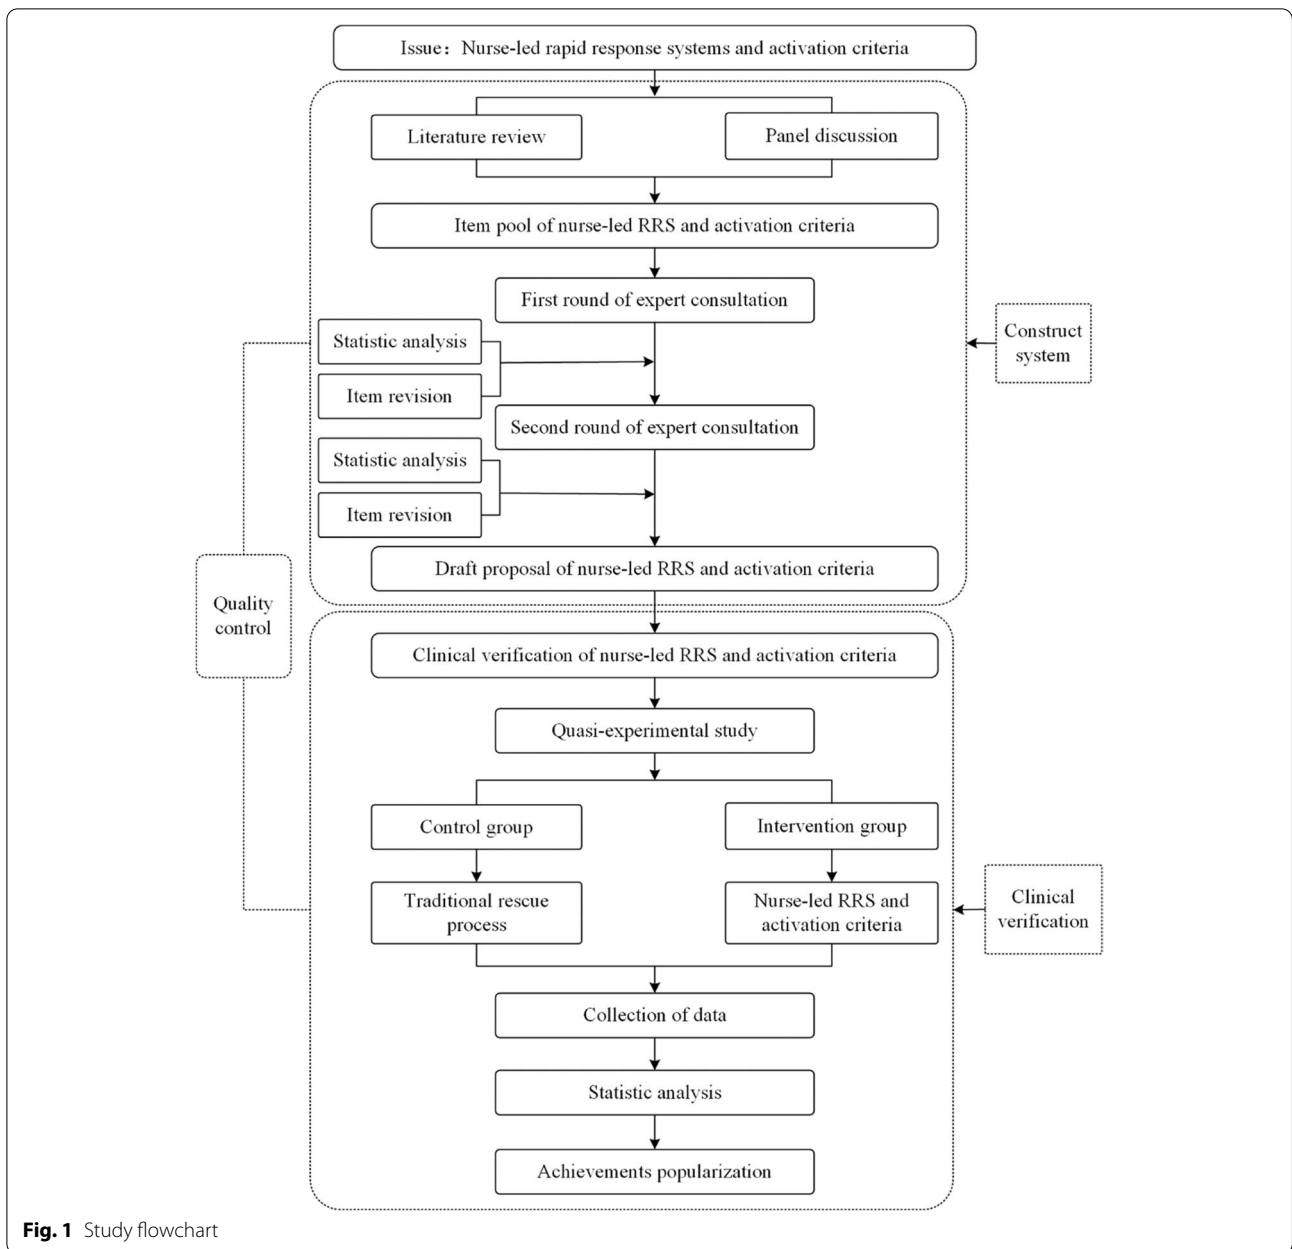 Issue：Nurse-led rapid response systems and activation criteria
Literature review
Panel discussion
Item pool of nurse-led RRS and activation criteria
First round of expert consultation
Statistic analysis
Item revision
Construct
system
Second round of expert consultation
Statistic analysis
Item revision
Draft proposal of nurse-led RRS and activation criteria
Quality
control
Clinical verification of nurse-led RRS and activation criteria
Quasi-experimental study
Control group
Intervention group
Traditional rescue
process
Nurse-led RRS and
activation criteria
Clinical
verification
Collection of data
Statistic analysis
Achievements popularization
Fig. 1 Study flowchart